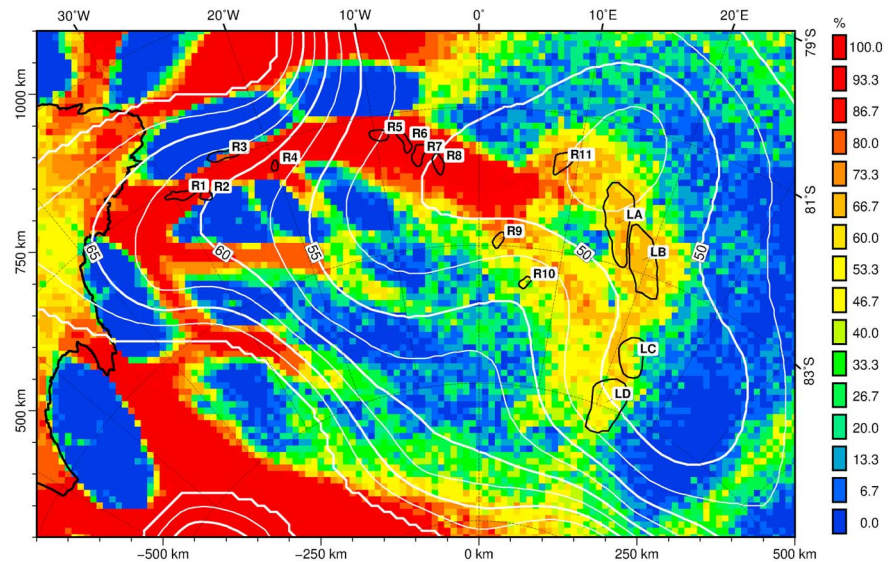 30°W 20°W 10°W 0° 10°E 20°E
%
79°S
81°S
83°S
1000 km
750 km
500 km
−500 km −250 km 0 km 250 km 500 km
R1
R2
R3
R4
R5
R6
R7
R8
R9
R10
R11
LA
LB
LC
LD
65
60
55
50
50
100.0
93.3
86.7
80.0
73.3
66.7
60.0
53.3
46.7
40.0
33.3
26.7
20.0
13.3
6.7
0.0